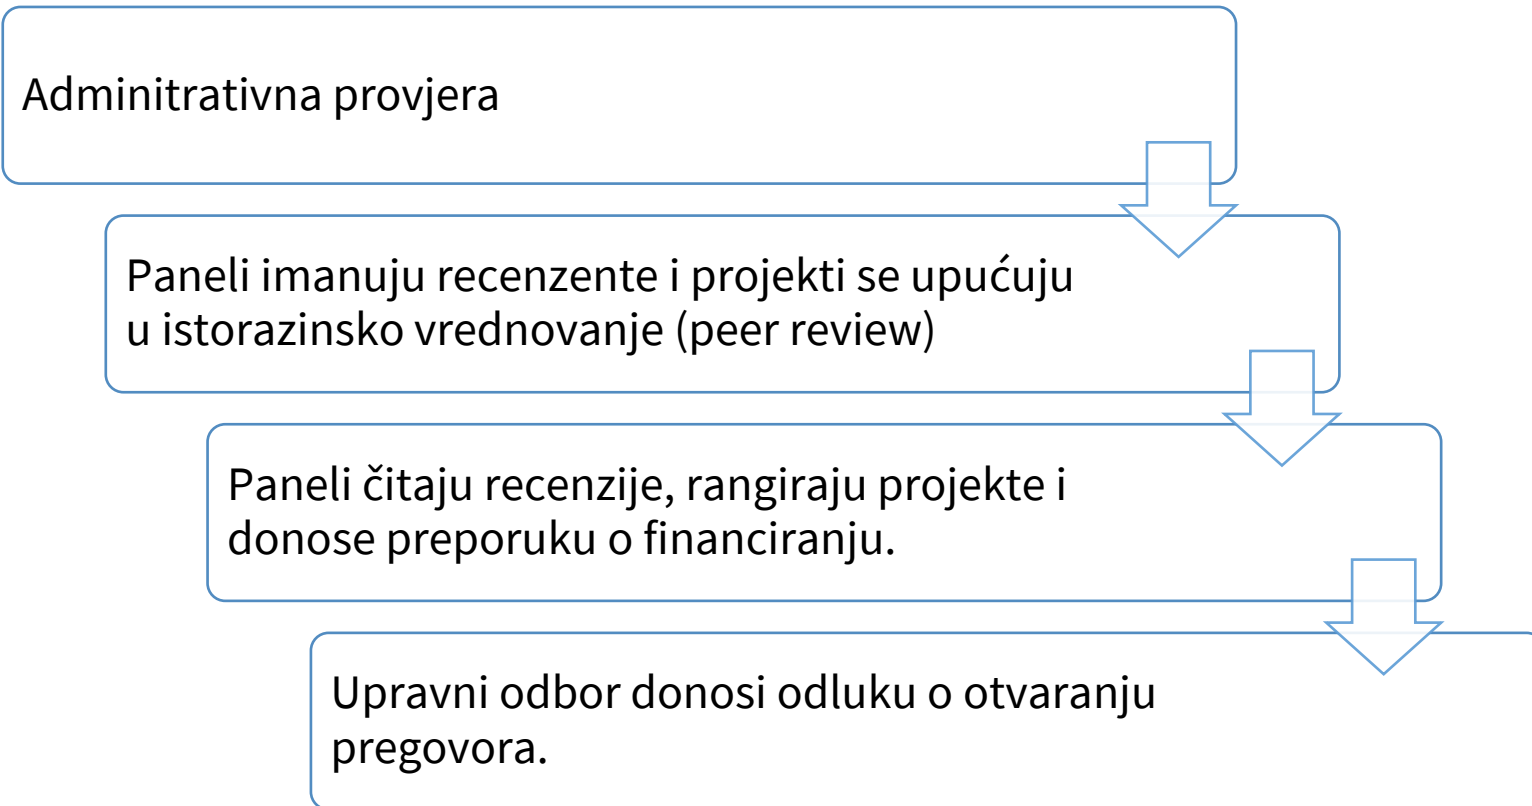 Adminitrativna provjera
Paneli imanuju recenzente i projekti se upućuju
u istorazinsko vrednovanje (peer review)
Paneli čitaju recenzije, rangiraju projekte i
donose preporuku o financiranju.
Upravni odbor donosi odluku o otvaranju
pregovora.